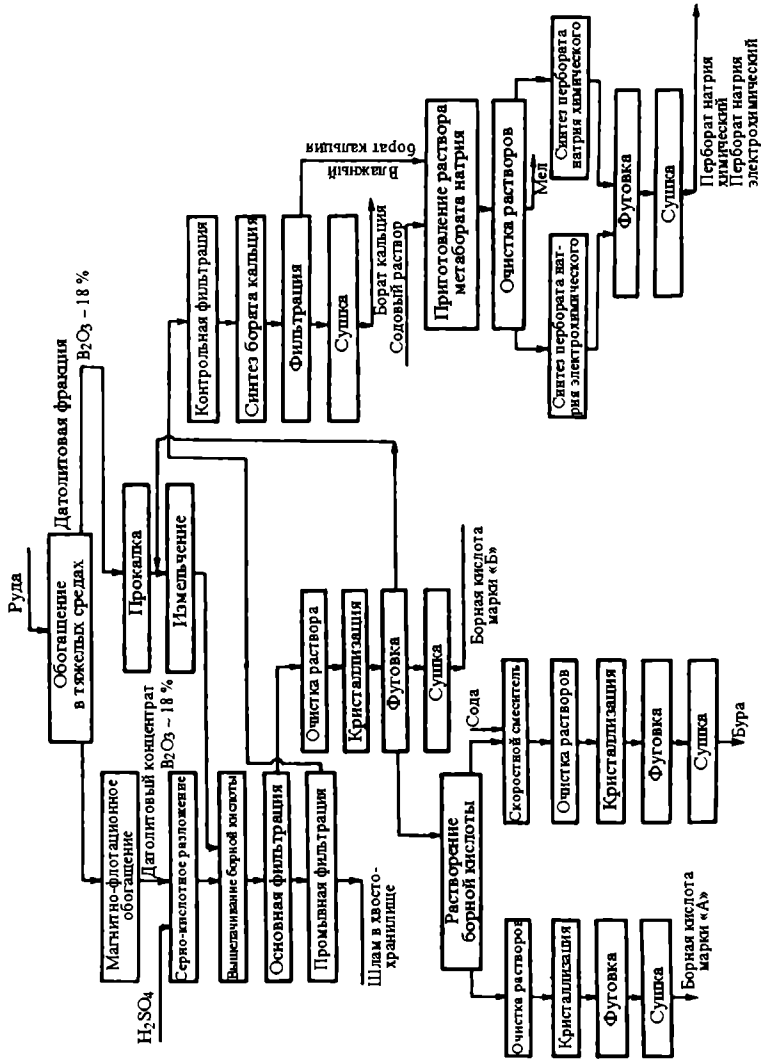 Руда
Обогащение
в тяжелых средах
Датолитовая фракция
B₂O₃ – 18 %
Магнитно-флотационное
обогащение
Датолитовый концентрат
B₂O₃ – 18 %
H₂SO₄
Серно-кислотное разложение
Прокалка
Измельчение
Выщелачивание борной кислоты
Основная фильтрация
Промывная фильтрация
Шлам в хвосто-
хранилище
Очистка раствора
Кристаллизация
Фуговка
Сушка
Борная кислота
марки «Б»
Контрольная фильтрация
Синтез бората кальция
Фильтрация
Сушка
Борат кальция
Влажный
борат кальция
Содовый раствор
Приготовление раствора
метабората натрия
Очистка растворов
Мел
Синтез пербората нат-
рия электрохимического
Синтез пербората
натрия химического
Фуговка
Сушка
Перборат натрия
химический
Перборат натрия
электрохимический
Растворение
борной кислоты
Очистка растворов
Кристаллизация
Фуговка
Сушка
Борная кислота
марки «А»
Сода
Скоростной смеситель
Очистка растворов
Кристаллизация
Фуговка
Сушка
Бура